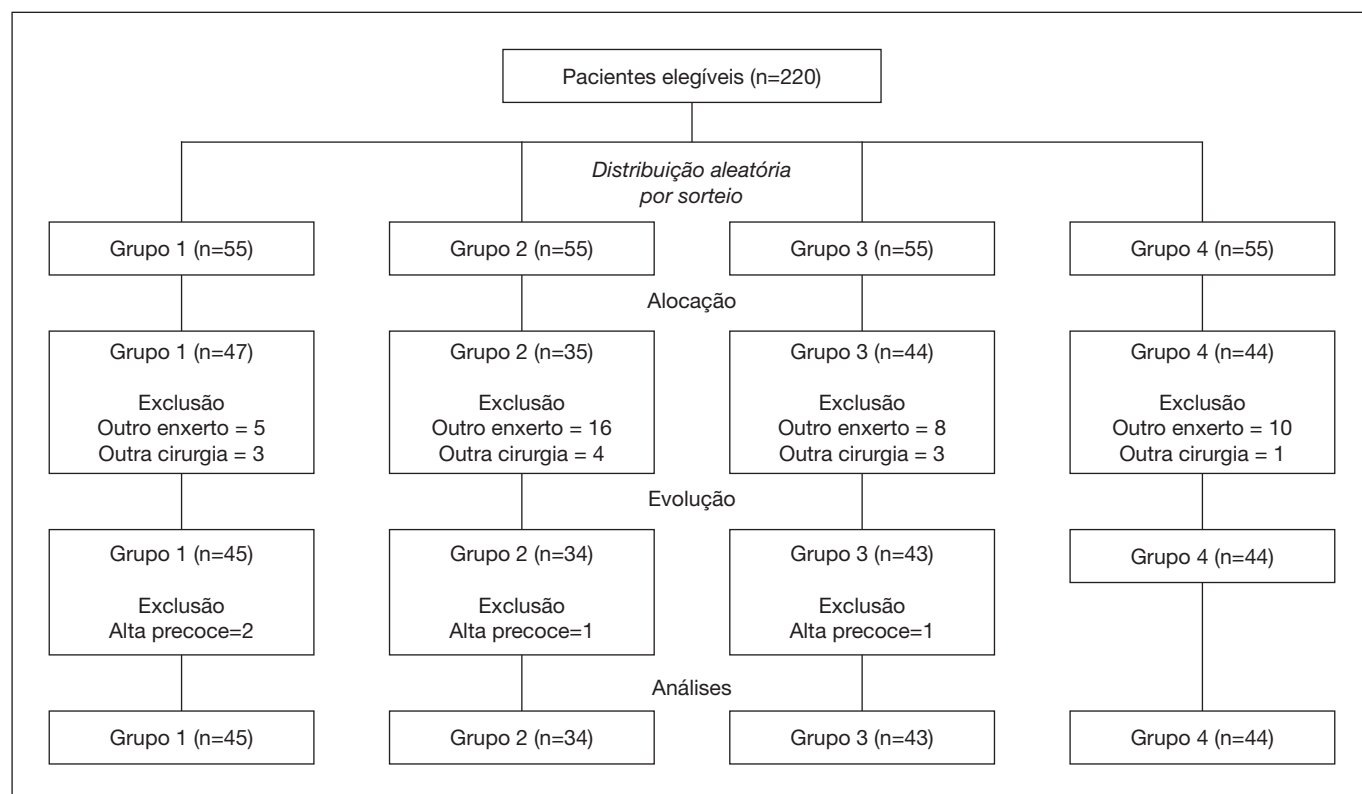 Pacientes elegíveis (n=220)
Distribuição aleatória
por sorteio
Grupo 1 (n=55)
Grupo 2 (n=55)
Grupo 3 (n=55)
Grupo 4 (n=55)
Alocação
Grupo 1 (n=47)
Exclusão
Outro enxerto = 5
Outra cirurgia = 3
Grupo 2 (n=35)
Exclusão
Outro enxerto = 16
Outra cirurgia = 4
Grupo 3 (n=44)
Exclusão
Outro enxerto = 8
Outra cirurgia = 3
Grupo 4 (n=44)
Exclusão
Outro enxerto = 10
Outra cirurgia = 1
Evolução
Grupo 1 (n=45)
Exclusão
Alta precoce=2
Grupo 2 (n=34)
Exclusão
Alta precoce=1
Grupo 3 (n=43)
Exclusão
Alta precoce=1
Grupo 4 (n=44)
Análises
Grupo 1 (n=45)
Grupo 2 (n=34)
Grupo 3 (n=43)
Grupo 4 (n=44)